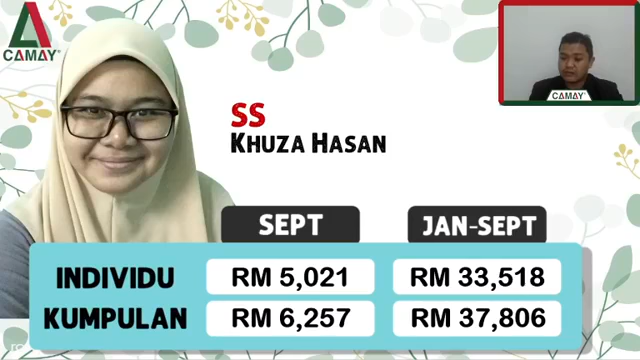 CAMAY
CAMAY
SS
KHUZA HASAN
SEPT JAN-SEPT
INDIVIDU RM 5,021 RM 33,518
KUMPULAN RM 6,257 RM 37,806